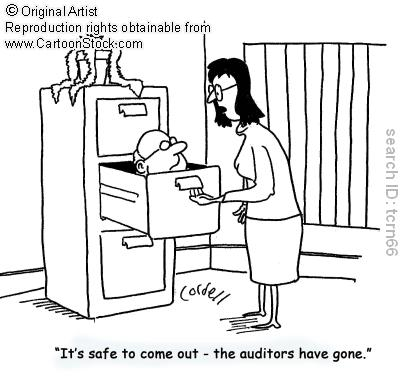 © Original Artist
Reproduction rights obtainable from
www.CartoonStock.com
search ID: tcrn66
Cordell
"It's safe to come out - the auditors have gone."